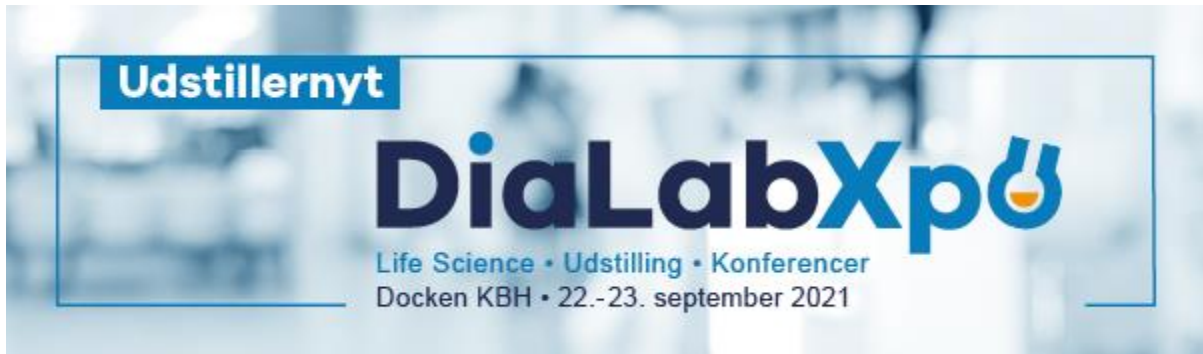 Udstillernyt
DiaLabXpo
Life Science • Udstilling • Konferencer
Docken KBH • 22.-23. september 2021